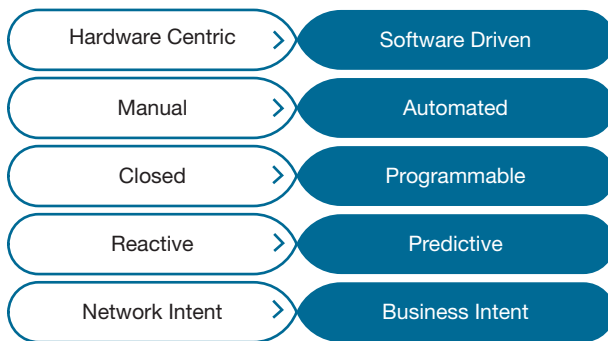 Hardware Centric
Software Driven
Manual
Automated
Closed
Programmable
Reactive
Predictive
Network Intent
Business Intent